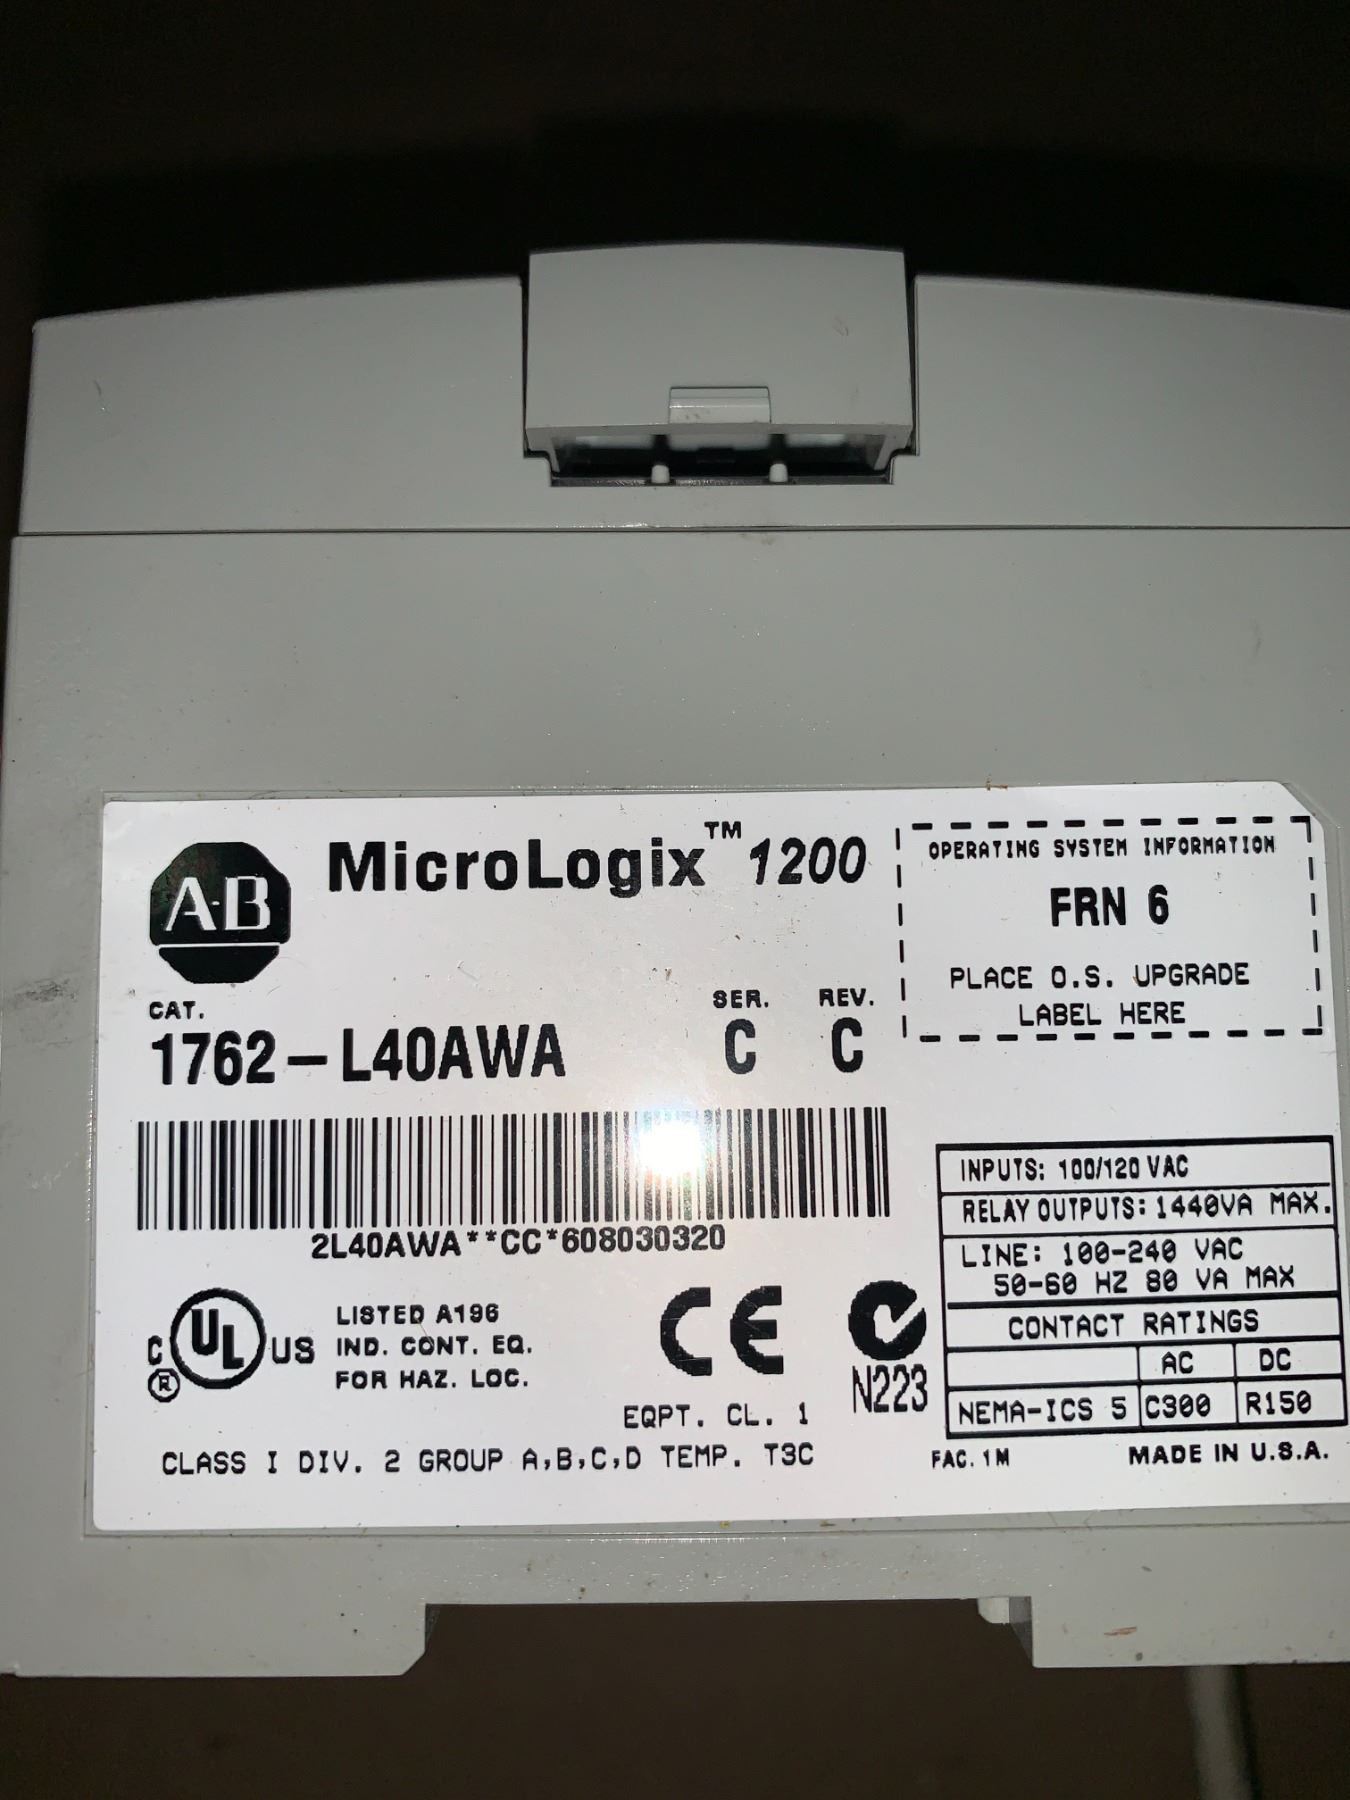 A-B
MicroLogix™ 1200
OPERATING SYSTEM INFORMATION
FRN 6
PLACE O.S. UPGRADE
LABEL HERE
CAT.
1762-L40AWA
SER.
C
REV.
C
2L40AWA**CC*608030320
INPUTS: 100/120 VAC
RELAY OUTPUTS: 1440VA MAX.
LINE: 100-240 VAC
50-60 HZ 80 VA MAX
CONTACT RATINGS
AC DC
NEMA-ICS 5 C300 R150
C UL US
®
LISTED A196
IND. CONT. EQ.
FOR HAZ. LOC.
CE
N223
EQPT. CL. 1
CLASS I DIV. 2 GROUP A,B,C,D TEMP. T3C
FAC. 1M MADE IN U.S.A.